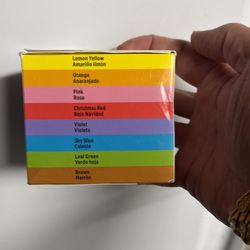 Lemon Yellow
Amarillo limón
Orange
Anaranjado
Pink
Rosa
Christmas Red
Rojo Navidad
Violet
Violeta
Sky Blue
Celeste
Leaf Green
Verde hoja
Brown
Marrón